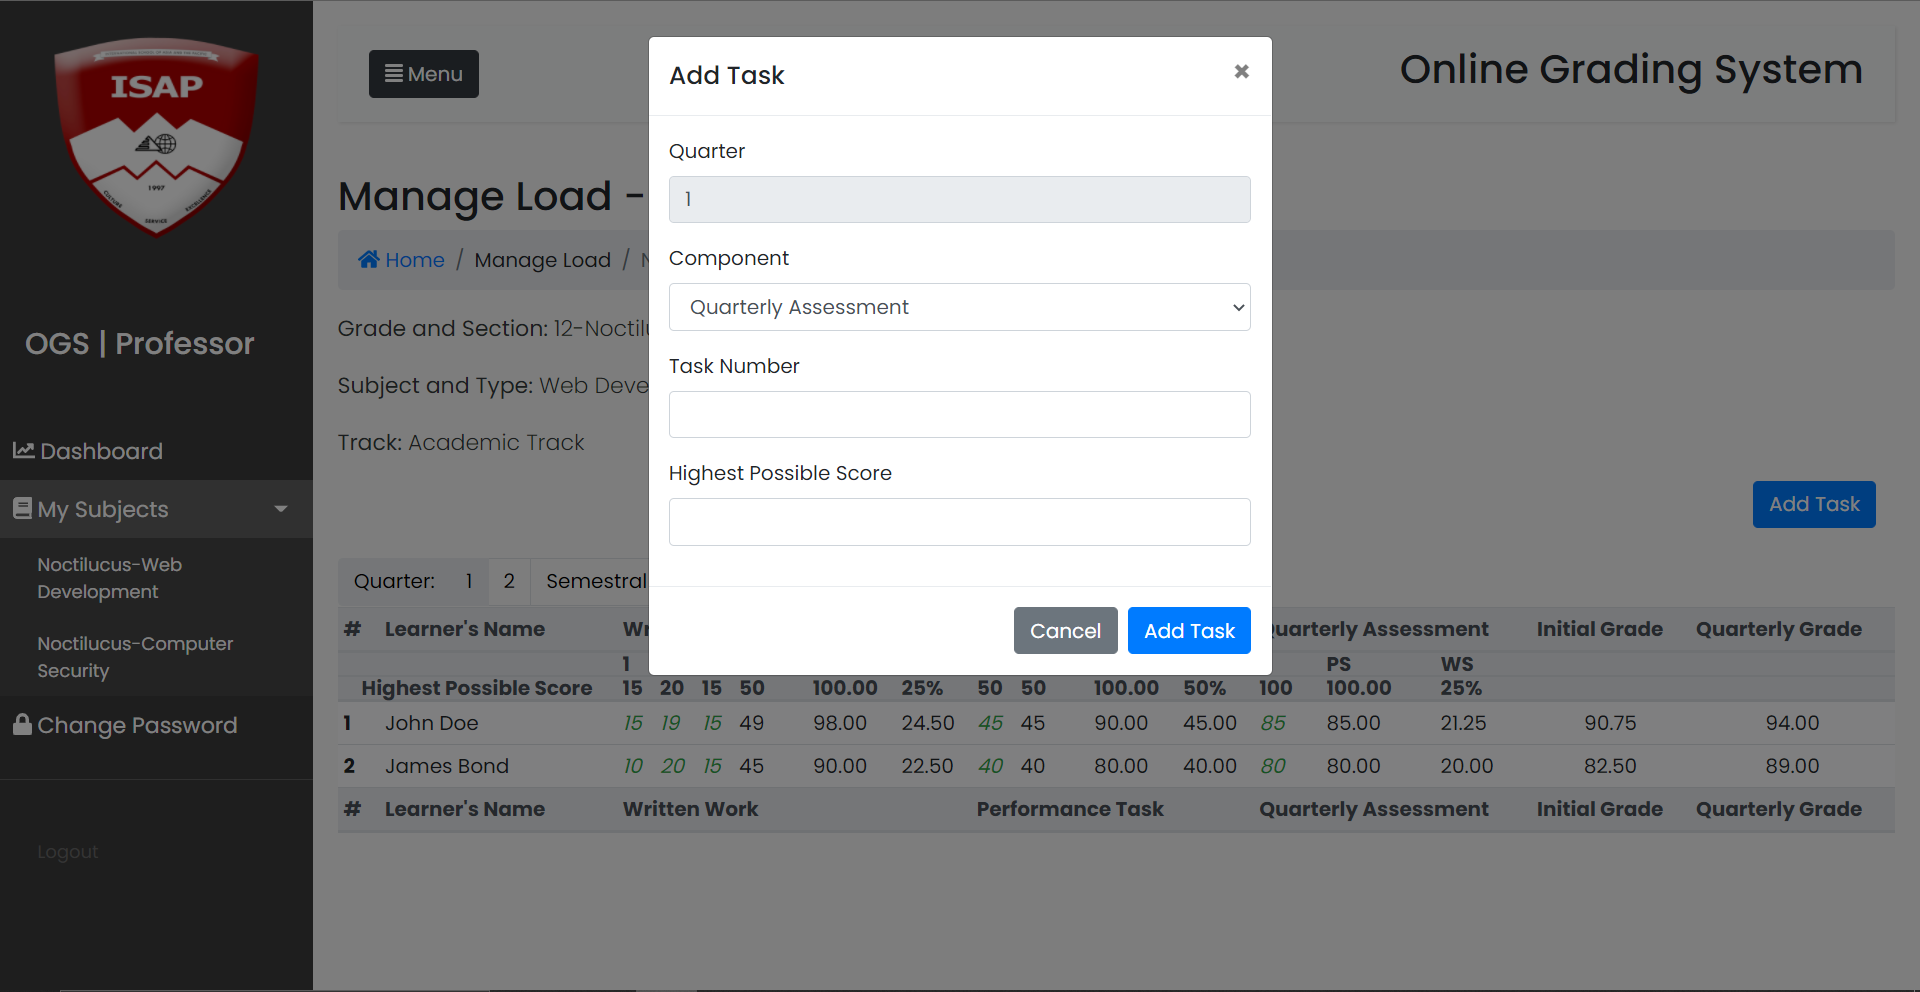 ISAP
1997
CULTURE
SERVICE
EXCELLENCE
OGS | Professor
Dashboard
My Subjects
Noctilucus-Web
Development
Noctilucus-Computer
Security
Change Password
Logout
Menu
Online Grading System
Manage Load -
Home / Manage Load /
Grade and Section: 12-Noctilu
Subject and Type: Web Deve
Track: Academic Track
Add Task
Add Task
Quarter
1
Component
Quarterly Assessment
Task Number
Highest Possible Score
Cancel Add Task
Quarter: 1 2 Semestral
# Learner's Name Wr uarterly Assessment Initial Grade Quarterly Grade
1 PS WS
Highest Possible Score 15 20 15 50 100.00 25% 50 50 100.00 50% 100 100.00 25%
1 John Doe 15 19 15 49 98.00 24.50 45 45 90.00 45.00 85 85.00 21.25 90.75 94.00
2 James Bond 10 20 15 45 90.00 22.50 40 40 80.00 40.00 80 80.00 20.00 82.50 89.00
# Learner's Name Written Work Performance Task Quarterly Assessment Initial Grade Quarterly Grade